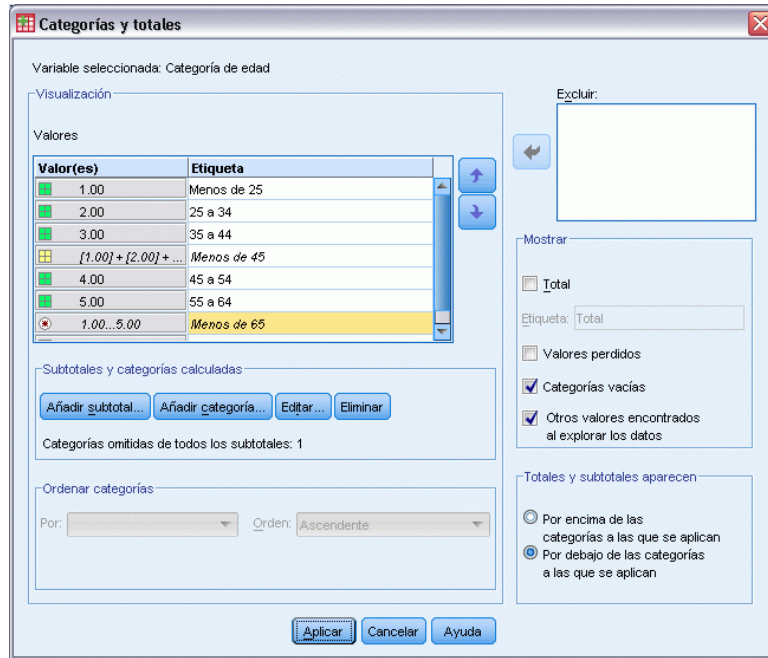 Categorías y totales
Variable seleccionada: Categoría de edad
Visualización
Valores
Valor(es) Etiqueta
1.00 Menos de 25
2.00 25 a 34
3.00 35 a 44
[1.00] + [2.00] + ... Menos de 45
4.00 45 a 54
5.00 55 a 64
1.00...5.00 Menos de 65
Subtotales y categorías calculadas
Añadir subtotal... Añadir categoría... Editar... Eliminar
Categorías omitidas de todos los subtotales: 1
Ordenar categorías
Por: Orden: Ascendente
Excluir:
Mostrar
Total
Etiqueta: Total
Valores perdidos
Categorías vacías
Otros valores encontrados
al explorar los datos
Totales y subtotales aparecen
Por encima de las
categorías a las que se aplican
Por debajo de las categorías
a las que se aplican
Aplicar Cancelar Ayuda